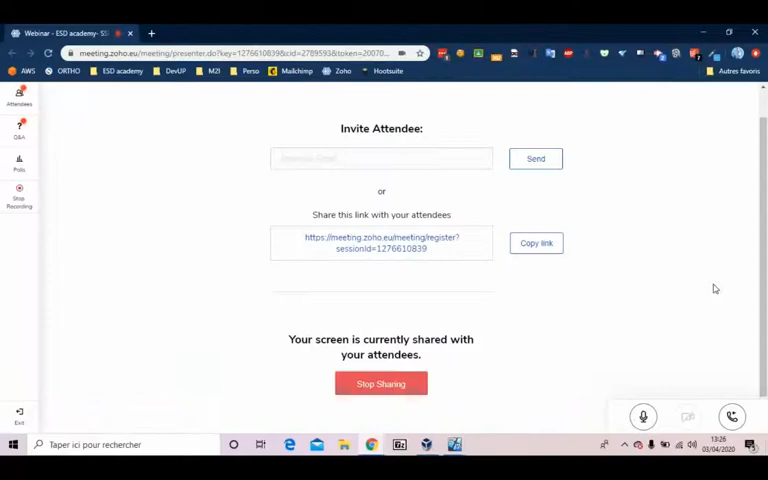 Webinar - ESD academy- SS
meeting.zoho.eu/meeting/presenter.do?key=1276610839&cid=2789593&token=20070...
AWS ORTHO ESD academy DevUP MZI Perso Mailchimp Zoho Hootsuite Autres favoris
Attendees
Q&A
Polls
Stop
Recording
Exit
Invite Attendee:
Send
or
Share this link with your attendees
https://meeting.zoho.eu/meeting/register?
sessionId=1276610839
Copy link
Your screen is currently shared with
your attendees.
Stop Sharing
Taper ici pour rechercher
13:26
03/04/2020